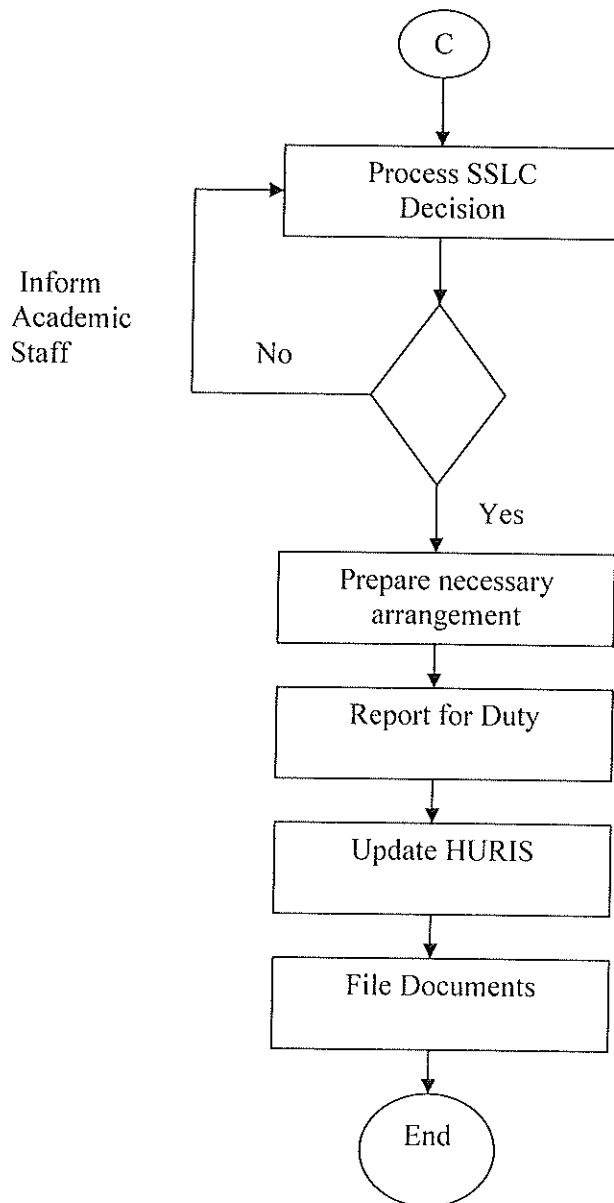 C
Process SSLC
Decision
Inform
Academic
Staff
No
Yes
Prepare necessary
arrangement
Report for Duty
Update HURIS
File Documents
End